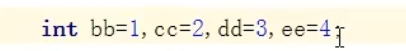 int bb=1, cc=2, dd=3, ee=4;